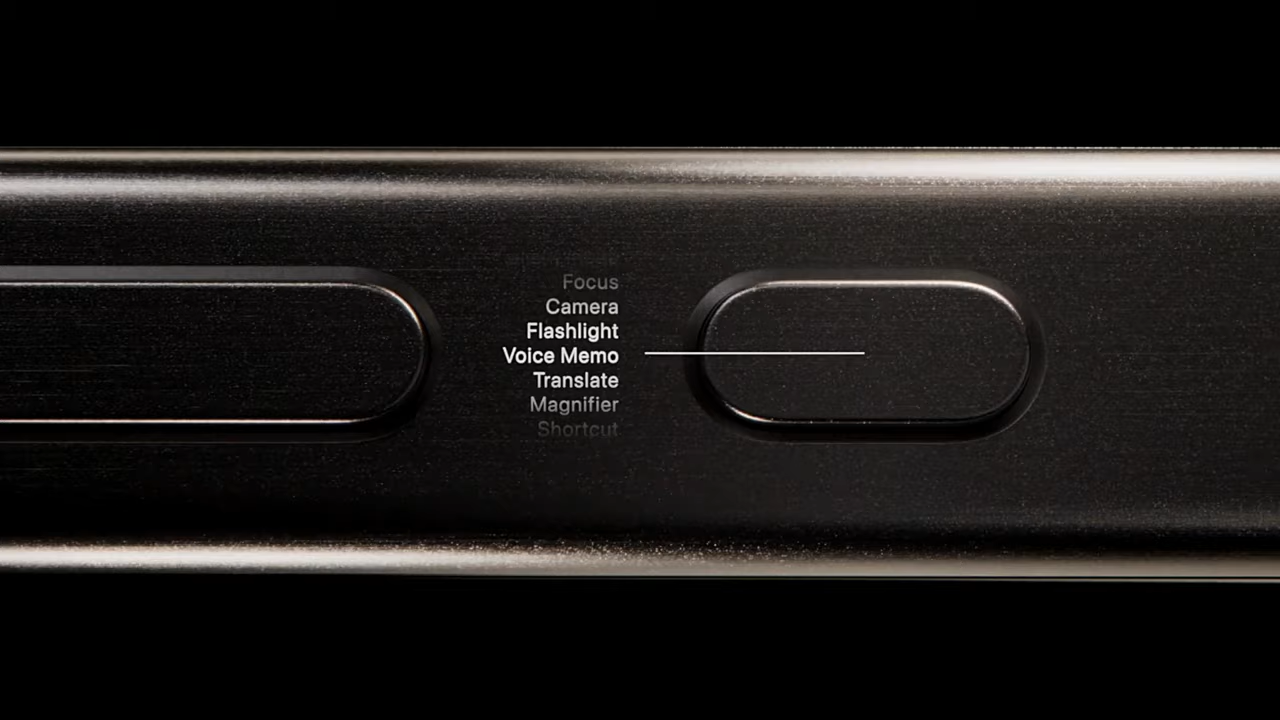 Focus
Camera
Flashlight
Voice Memo
Translate
Magnifier
Shortcut